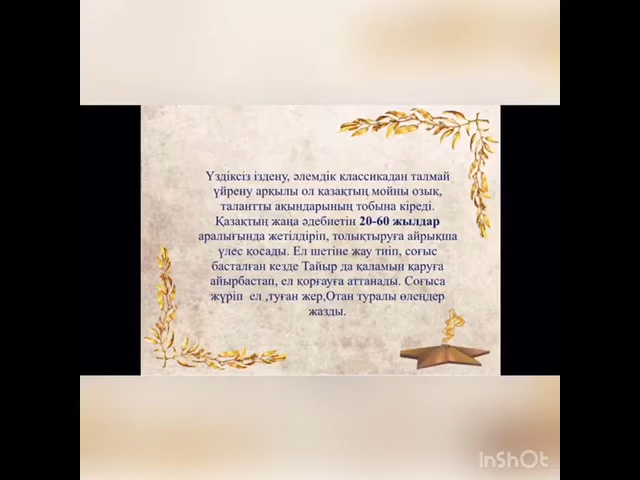 Үздіксіз іздену, әлемдік классикадан талмай
үйрену арқылы ол қазақтың мойны озық,
талантты ақындарының тобына кіреді.
Қазақтың жаңа әдебиетін 20-60 жылдар
аралығында жетілдіріп, толықтыруға айрықша
үлес қосады. Ел шетіне жау тиіп, соғыс
басталған кезде Тайыр да қаламын қаруға
айырбастап, ел қорғауға аттанады. Соғыса
жүріп ел ,туған жер,Отан туралы өлеңдер
жазды.
InShOt